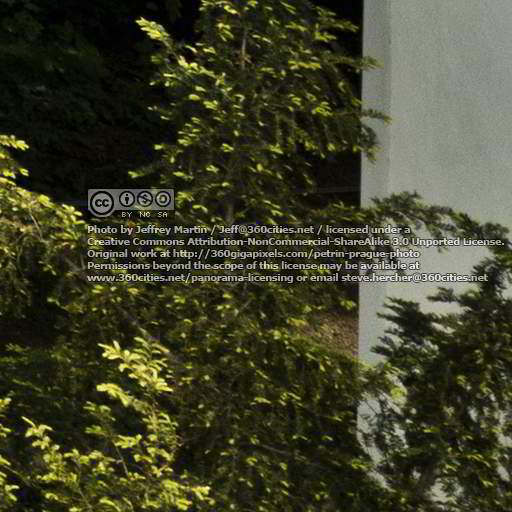 cc
BY NC SA
Photo by Jeffrey Martin / Jeff@360cities.net / licensed under a
Creative Commons Attribution-NonCommercial-ShareAlike 3.0 Unported License.
Original work at http://360gigapixels.com/petrin-prague-photo
Permissions beyond the scope of this license may be available at
www.360cities.net/panorama-licensing or email steve.hercher@360cities.net